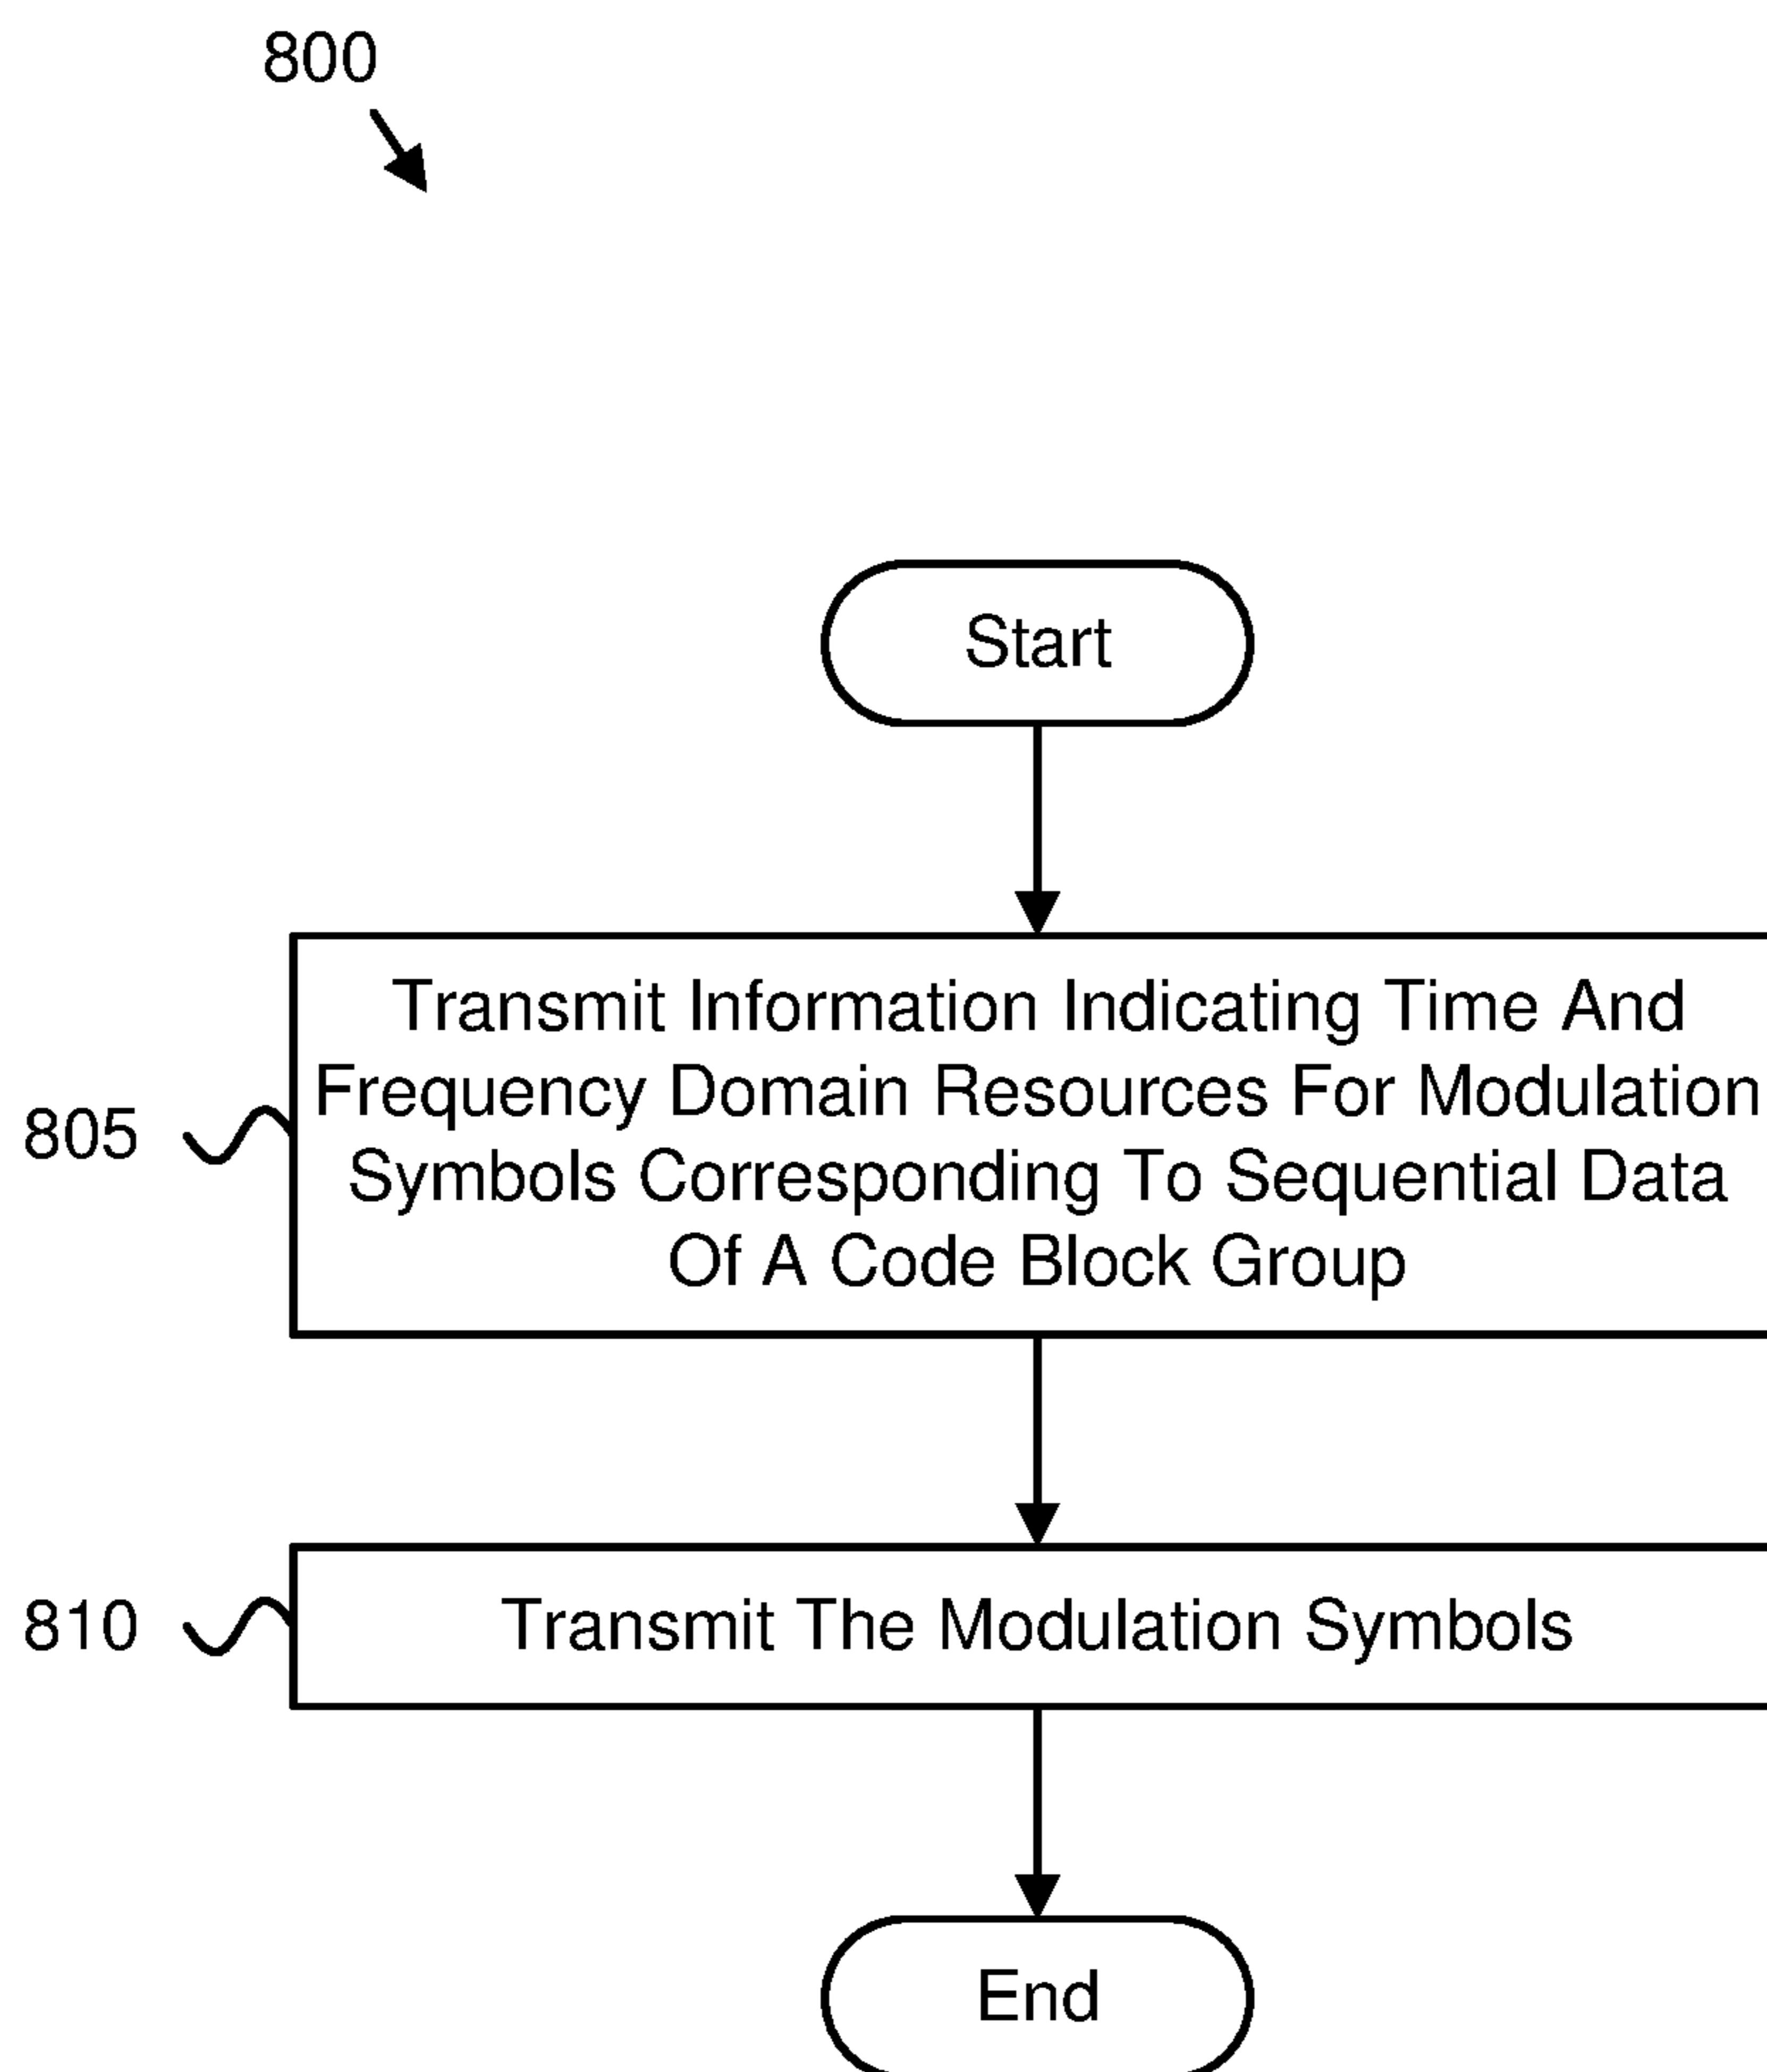 800
Start
Transmit Information Indicating Time And
Frequency Domain Resources For Modulation
Symbols Corresponding To Sequential Data
Of A Code Block Group
805
Transmit The Modulation Symbols
810
End